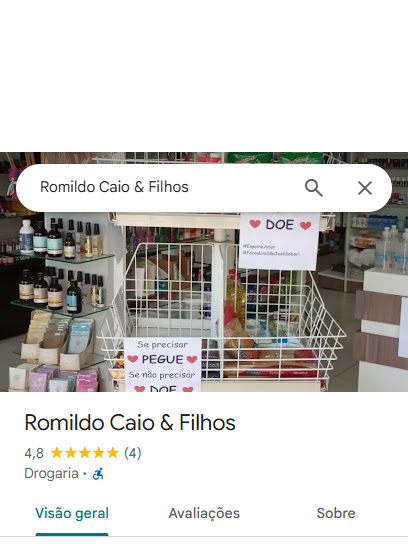 Romildo Caio & Filhos
DOE
#EspalheAmor
Se precisar
PEGUE
Se não precisar
DOE
Romildo Caio & Filhos
4,8 (4)
Drogaria ·
Visão geral Avaliações Sobre